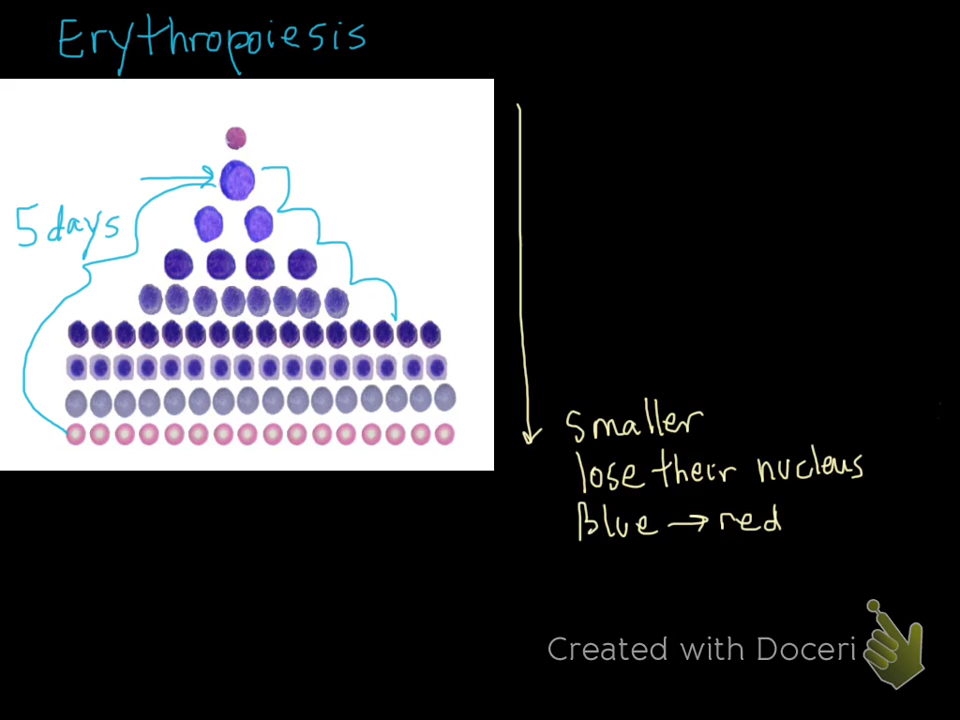 Erythropoiesis
5 days
Smaller
lose their nucleus
Blue → red
Created with Doceri